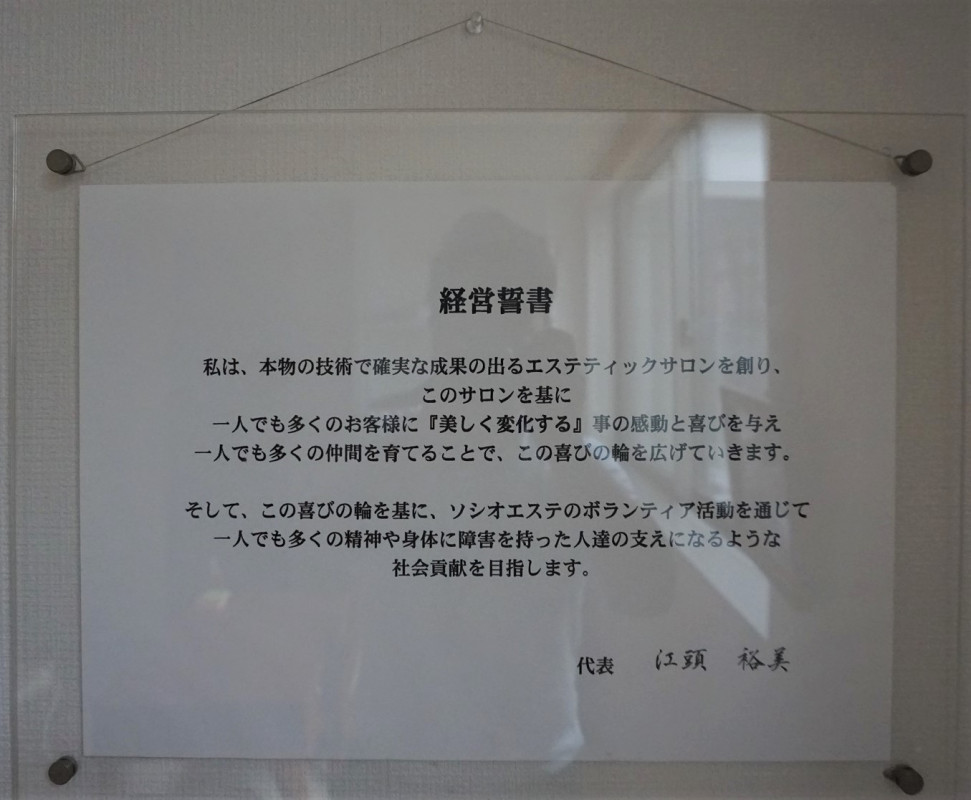 経営誓書
私は、本物の技術で確実な成果の出るエステティックサロンを創り、
このサロンを基に
一人でも多くのお客様に『美しく変化する』事の感動と喜びを与え
一人でも多くの仲間を育てることで、この喜びの輪を広げていきます。
そして、この喜びの輪を基に、ソシオエステのボランティア活動を通じて
一人でも多くの精神や身体に障害を持った人達の支えになるような
社会貢献を目指します。
代表　江頭　裕美